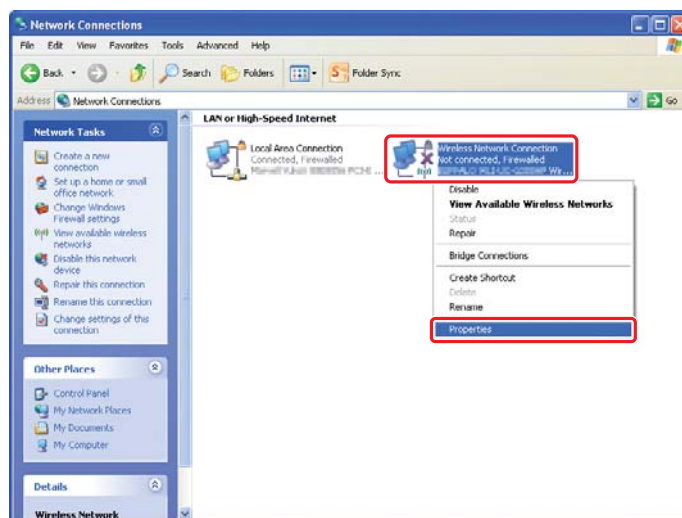 Network Connections
File Edit View Favorites Tools Advanced Help
Back Search Folders Folder Sync
Address Network Connections Go
Network Tasks
Create a new
connection
Set up a home or small
office network
Change Windows
Firewall settings
View available wireless
networks
Disable this network
device
Repair this connection
Rename this connection
Change settings of this
connection
Other Places
Control Panel
My Network Places
My Documents
My Computer
Details
Wireless Network
LAN or High-Speed Internet
Local Area Connection
Connected, Firewalled
Wireless Network Connection
Not connected, Firewalled
Disable
View Available Wireless Networks
Status
Repair
Bridge Connections
Create Shortcut
Delete
Rename
Properties